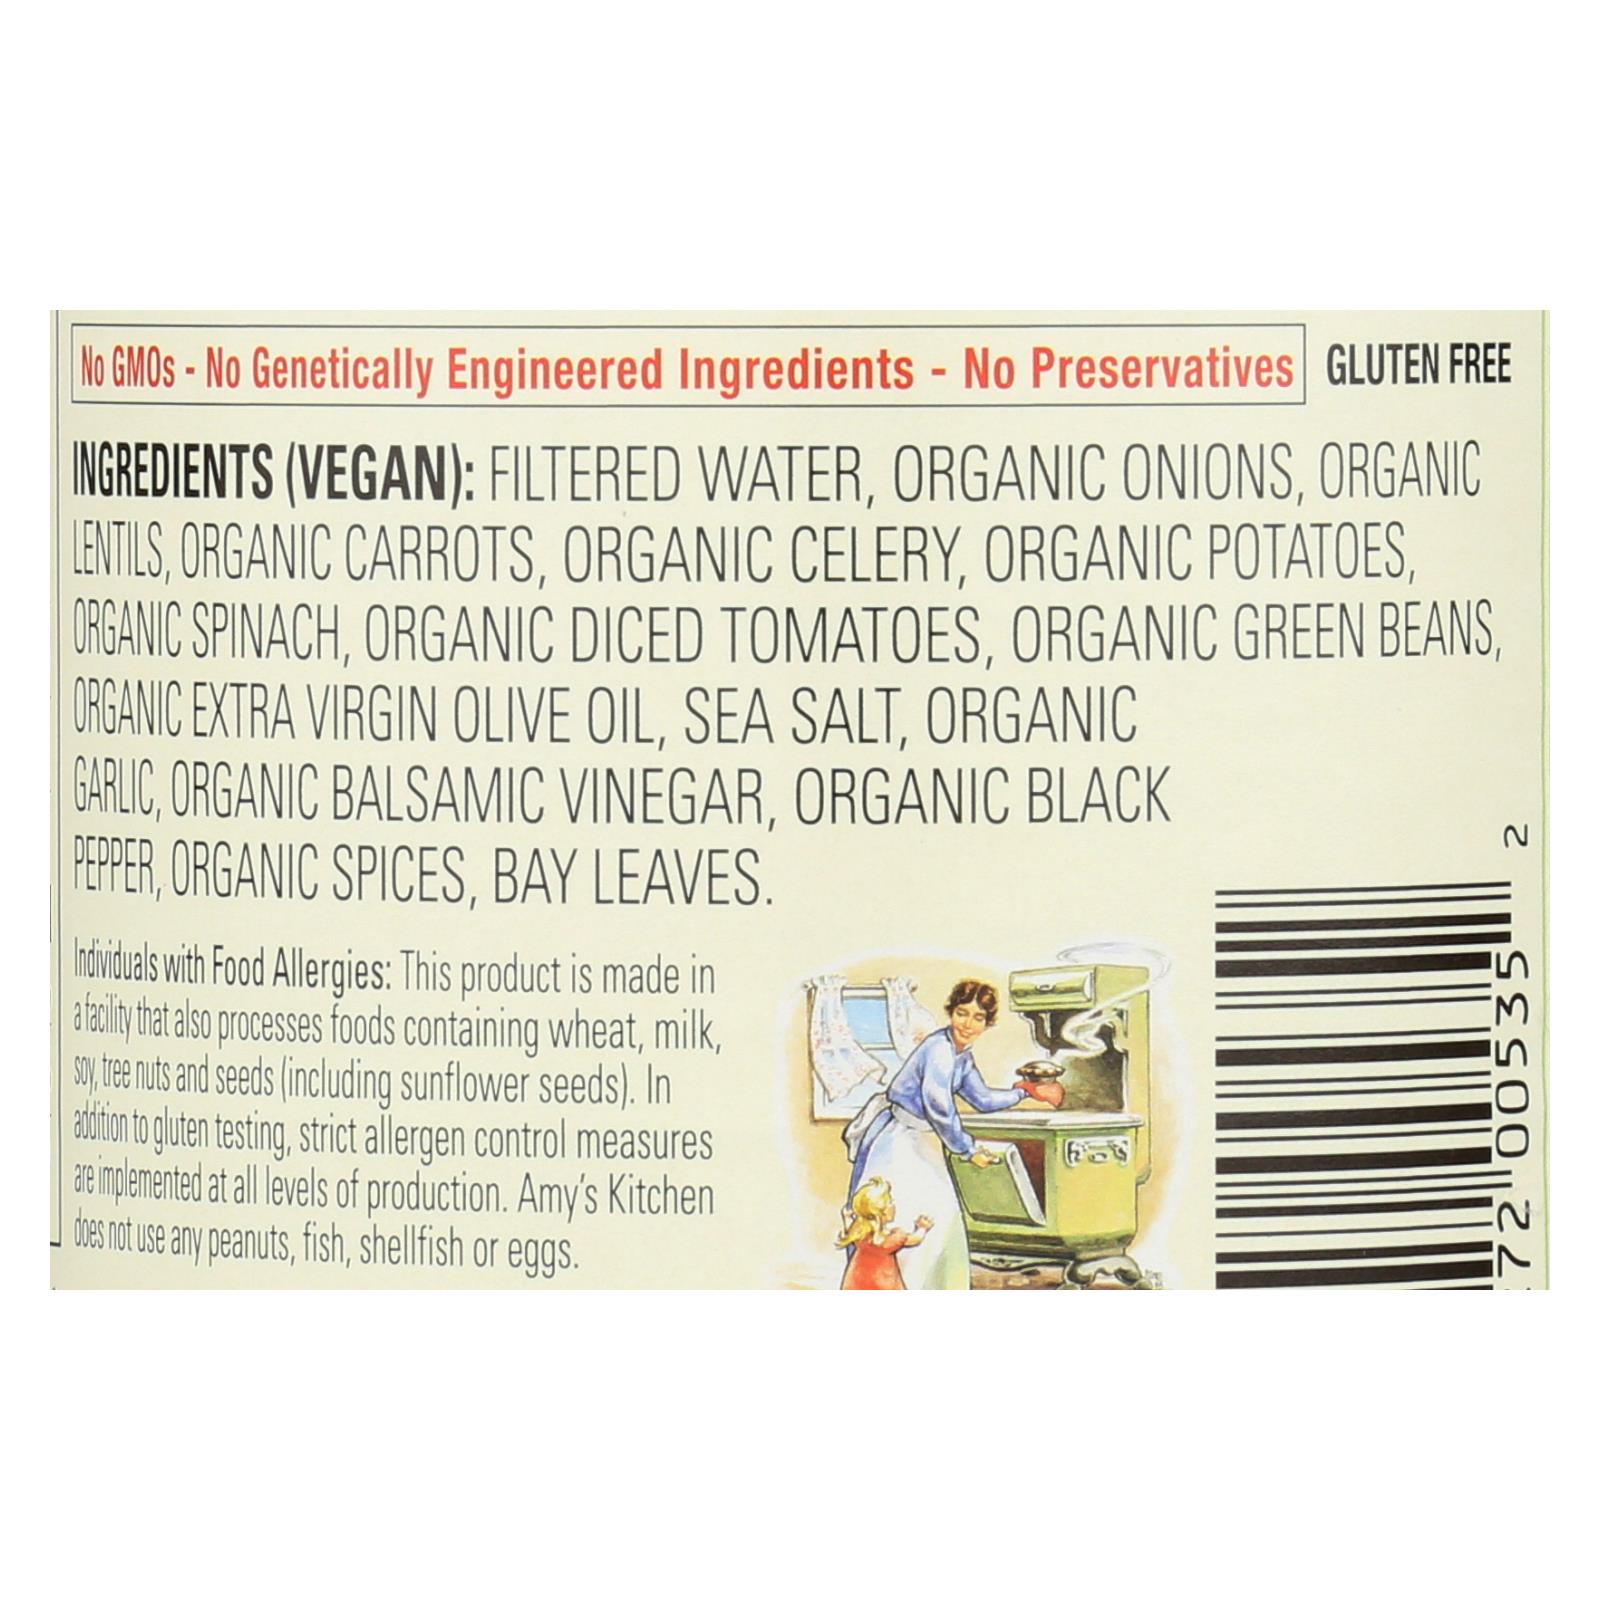 No GMOs - No Genetically Engineered Ingredients - No Preservatives GLUTEN FREE
INGREDIENTS (VEGAN): FILTERED WATER, ORGANIC ONIONS, ORGANIC
LENTILS, ORGANIC CARROTS, ORGANIC CELERY, ORGANIC POTATOES,
ORGANIC SPINACH, ORGANIC DICED TOMATOES, ORGANIC GREEN BEANS,
ORGANIC EXTRA VIRGIN OLIVE OIL, SEA SALT, ORGANIC
GARLIC, ORGANIC BALSAMIC VINEGAR, ORGANIC BLACK
PEPPER, ORGANIC SPICES, BAY LEAVES.
Individuals with Food Allergies: This product is made in
a facility that also processes foods containing wheat, milk,
soy, tree nuts and seeds (including sunflower seeds). In
addition to gluten testing, strict allergen control measures
are implemented at all levels of production. Amy's Kitchen
does not use any peanuts, fish, shellfish or eggs.
72 00535 2